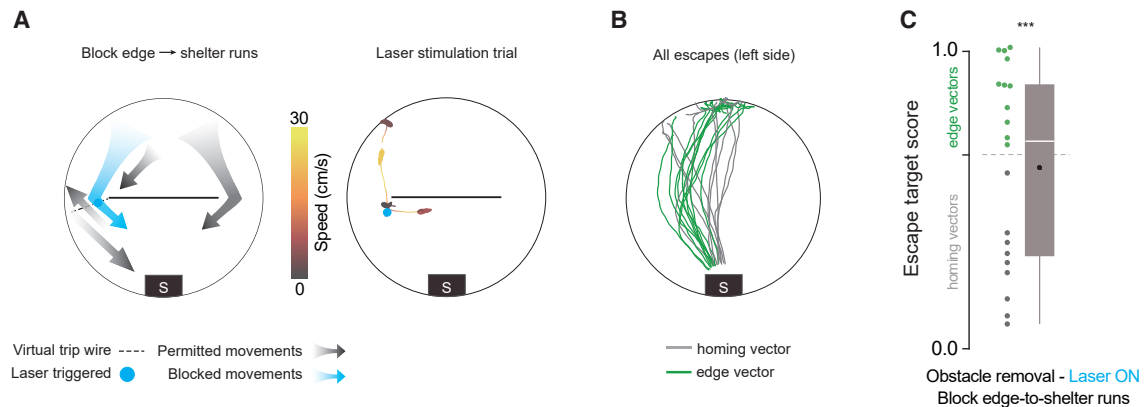 A
Block edge → shelter runs
Laser stimulation trial
30
Speed (cm/s)
0
S
S
Virtual trip wire
Permitted movements
Laser triggered
Blocked movements
B
All escapes (left side)
S
homing vector
edge vector
C
***
1.0
edge vectors
Escape target score
homing vectors
0.0
Obstacle removal - Laser ON
Block edge-to-shelter runs